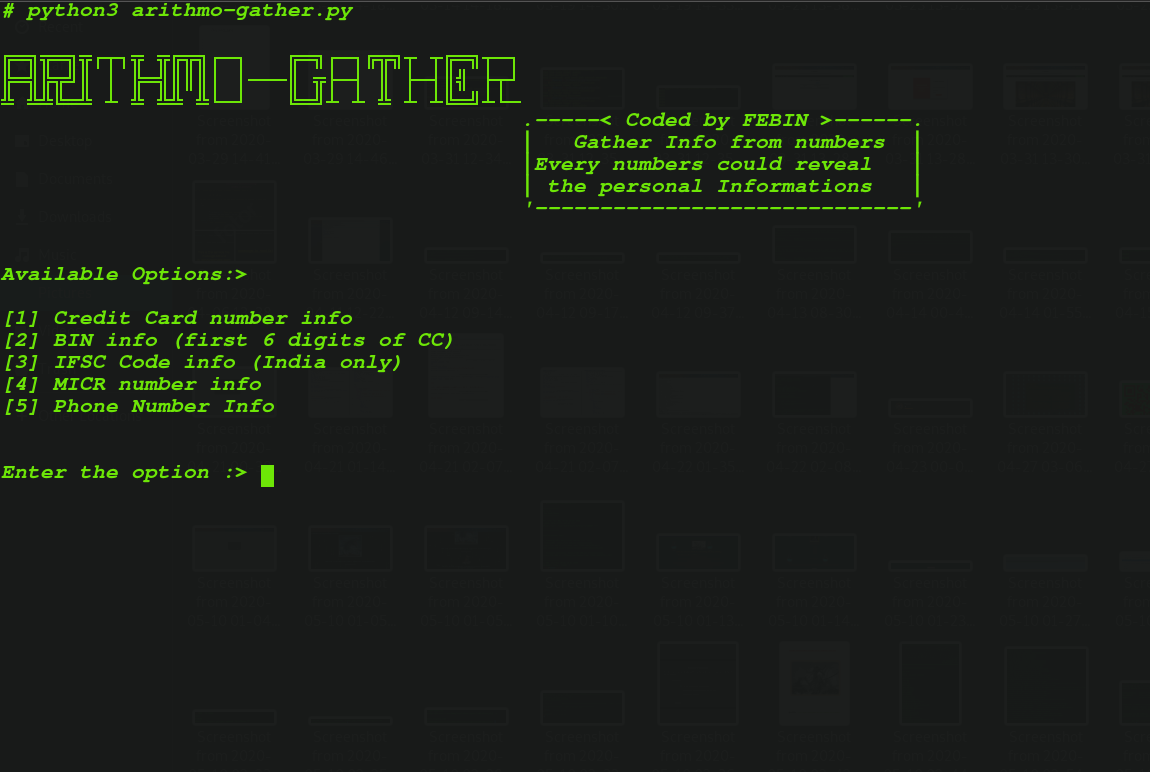 # python3 arithmo-gather.py
ARITHMO-GATHER
.-----< Coded by FEBIN >------.
| Gather Info from numbers |
|Every numbers could reveal |
| the personal Informations |
'-----------------------------'
Available Options:>
[1] Credit Card number info
[2] BIN info (first 6 digits of CC)
[3] IFSC Code info (India only)
[4] MICR number info
[5] Phone Number Info
Enter the option :>